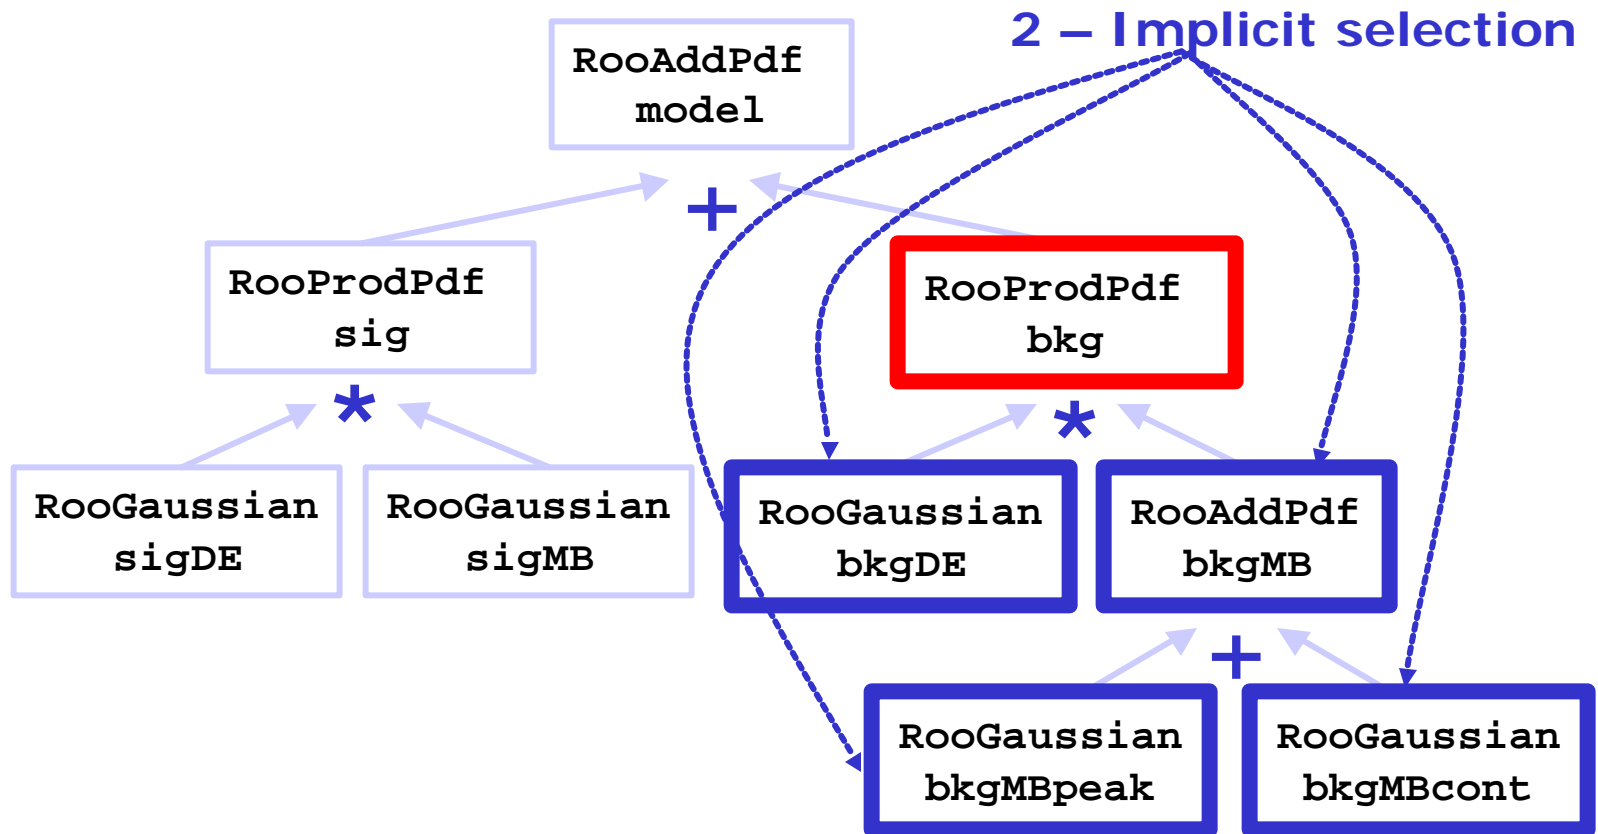 2 – Implicit selection
RooAddPdf
model
+
RooProdPdf
sig
RooProdPdf
bkg
*
*
RooGaussian
sigDE
RooGaussian
sigMB
RooGaussian
bkgDE
RooAddPdf
bkgMB
+
RooGaussian
bkgMBpeak
RooGaussian
bkgMBcont